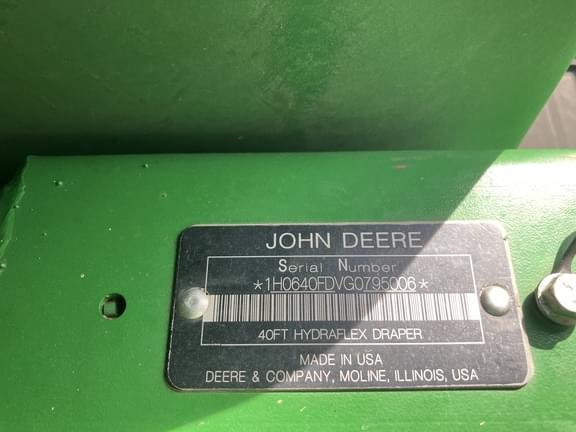 JOHN DEERE
Serial Number
*1H0640FDVG0795006*
40FT HYDRAFLEX DRAPER
MADE IN USA
DEERE & COMPANY, MOLINE, ILLINOIS, USA